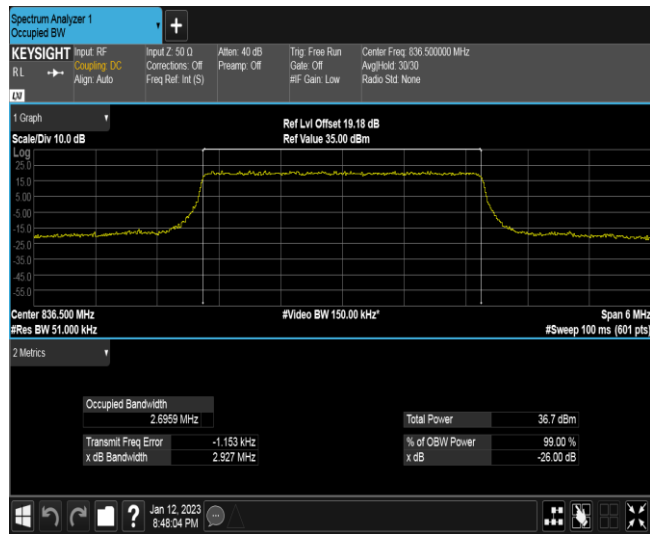 Spectrum Analyzer 1
Occupied BW
+
KEYSIGHT
RL
LXI
Input: RF
Coupling: DC
Align: Auto
Input Z: 50 Ω
Corrections: Off
Freq Ref: Int (S)
Atten: 40 dB
Preamp: Off
Trig: Free Run
Gate: Off
#IF Gain: Low
Center Freq: 836.500000 MHz
Avg|Hold: 30/30
Radio Std: None
1 Graph
Scale/Div 10.0 dB
Ref Lvl Offset 19.18 dB
Ref Value 35.00 dBm
Log
25.0
15.0
5.00
-5.00
-15.0
-25.0
-35.0
-45.0
-55.0
Center 836.500 MHz
#Video BW 150.00 kHz*
Span 6 MHz
#Res BW 51.000 kHz
#Sweep 100 ms (601 pts)
2 Metrics
Occupied Bandwidth
2.6959 MHz
Total Power 36.7 dBm
Transmit Freq Error -1.153 kHz
% of OBW Power 99.00 %
x dB Bandwidth 2.927 MHz
x dB -26.00 dB
?
Jan 12, 2023
8:48:04 PM